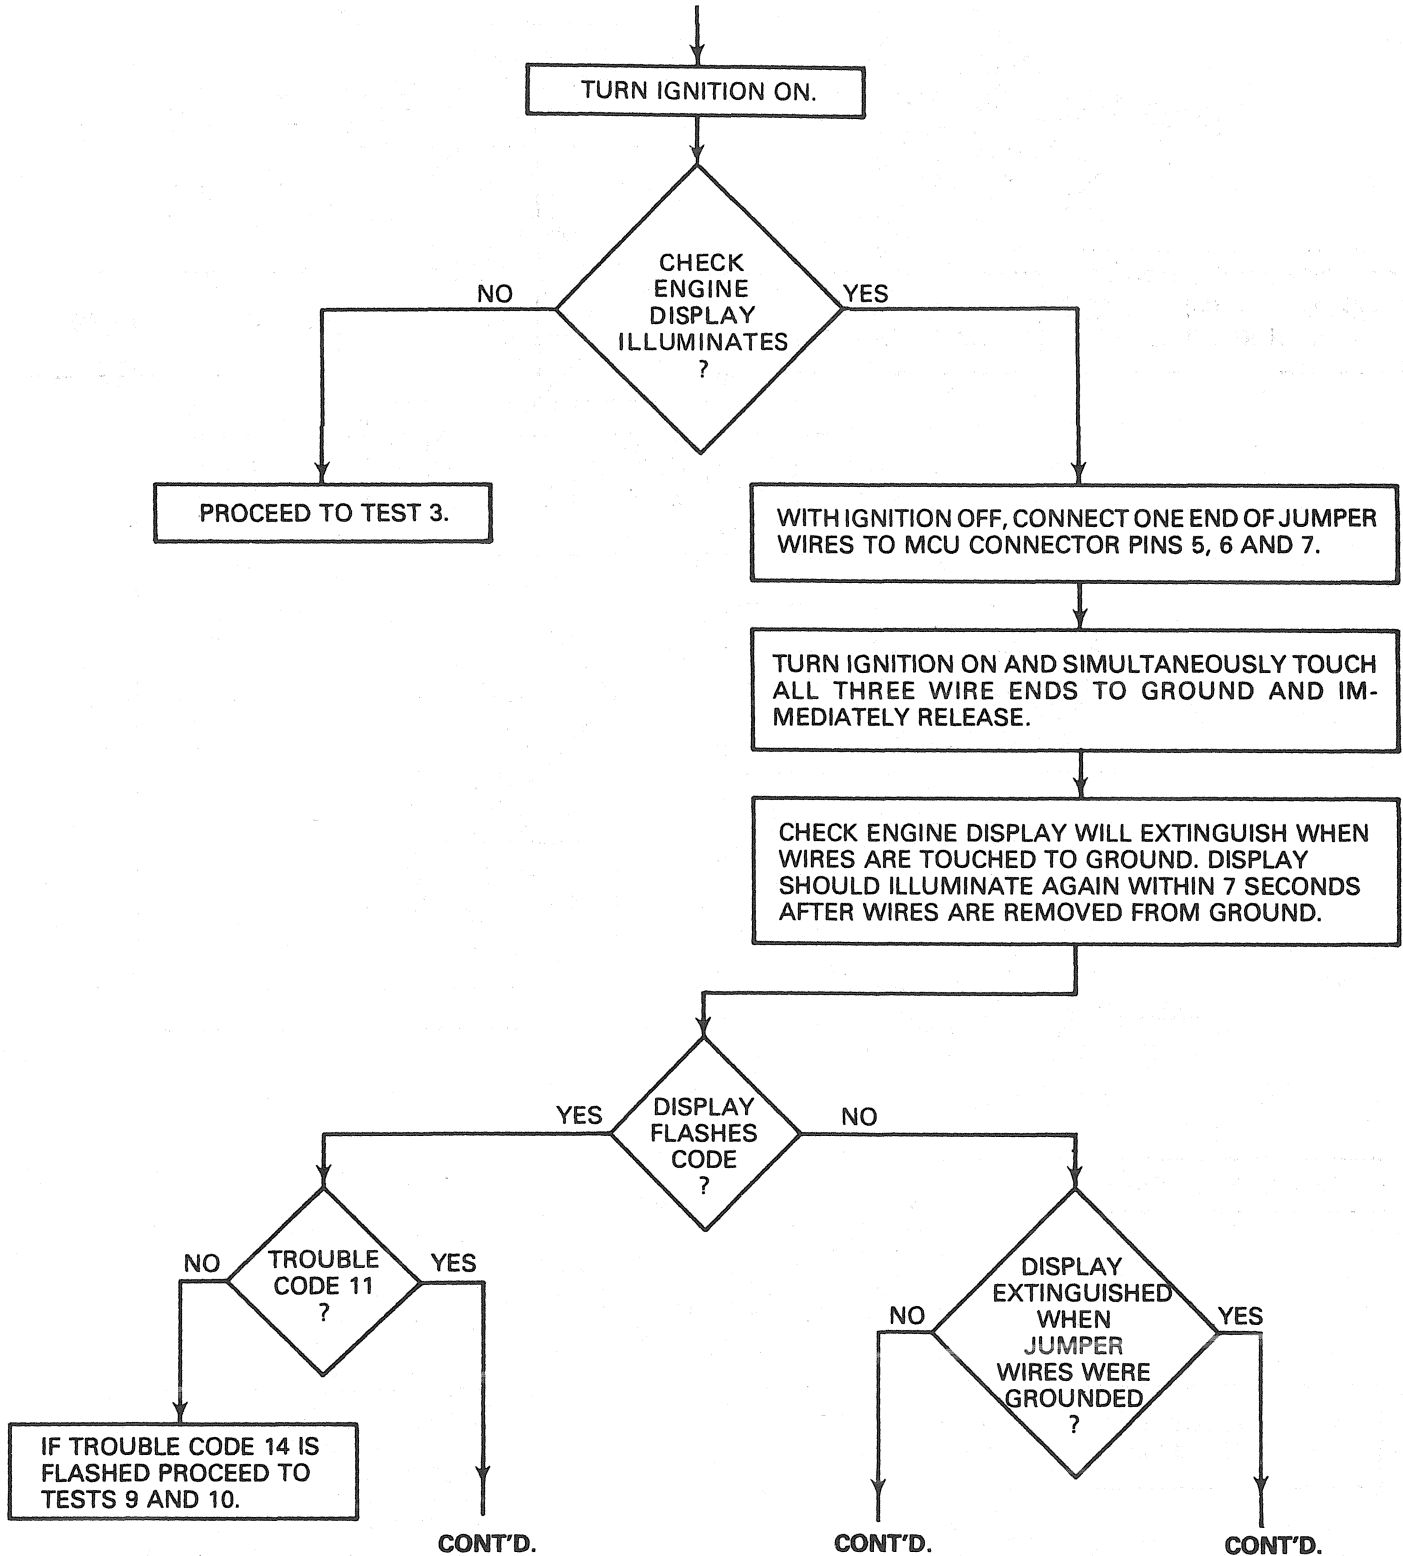 TURN IGNITION ON.
CHECK
ENGINE
DISPLAY
ILLUMINATES
?
NO
YES
PROCEED TO TEST 3.
WITH IGNITION OFF, CONNECT ONE END OF JUMPER
WIRES TO MCU CONNECTOR PINS 5, 6 AND 7.
TURN IGNITION ON AND SIMULTANEOUSLY TOUCH
ALL THREE WIRE ENDS TO GROUND AND IM-
MEDIATELY RELEASE.
CHECK ENGINE DISPLAY WILL EXTINGUISH WHEN
WIRES ARE TOUCHED TO GROUND. DISPLAY
SHOULD ILLUMINATE AGAIN WITHIN 7 SECONDS
AFTER WIRES ARE REMOVED FROM GROUND.
DISPLAY
FLASHES
CODE
?
YES
NO
TROUBLE
CODE 11
?
NO
YES
DISPLAY
EXTINGUISHED
WHEN
JUMPER
WIRES WERE
GROUNDED
?
NO
YES
IF TROUBLE CODE 14 IS
FLASHED PROCEED TO
TESTS 9 AND 10.
CONT'D.
CONT'D.
CONT'D.